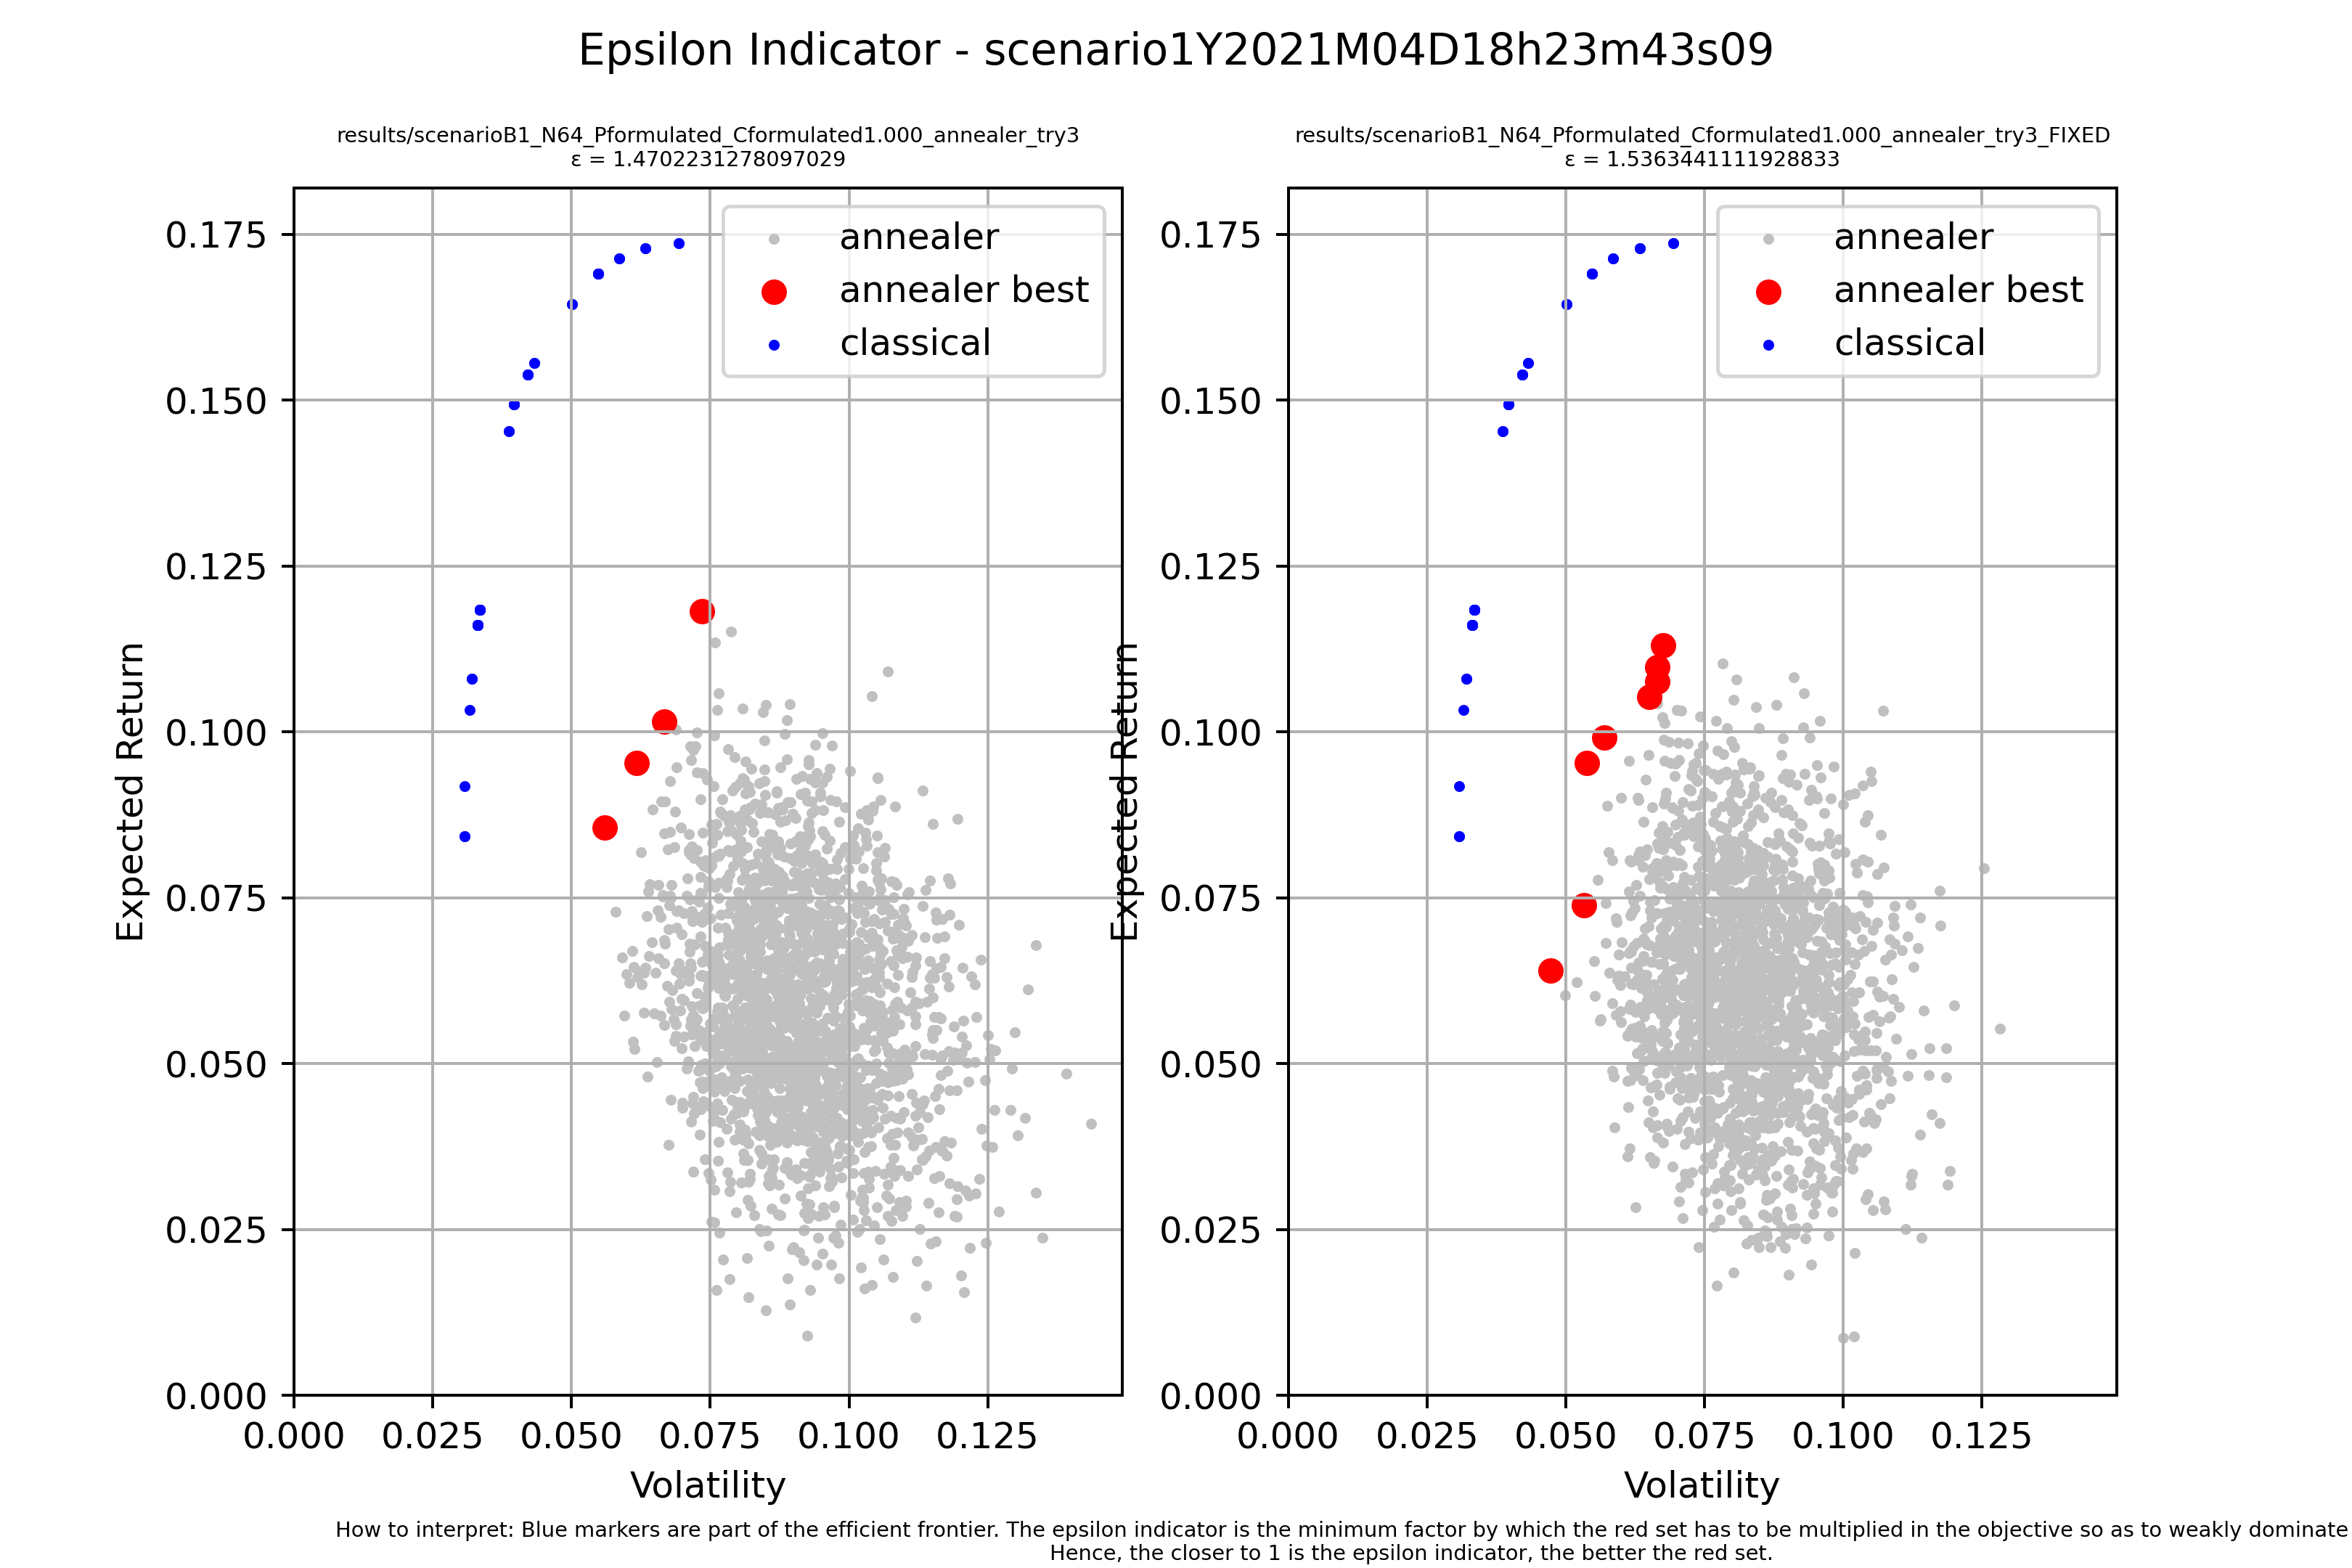 Epsilon Indicator - scenario1Y2021M04D18h23m43s09
results/scenarioB1_N64_Pformulated_Cformulated1.000_annealer_try3
ε = 1.4702231278097029
0.175
0.150
0.125
0.100
0.075
0.050
0.025
0.000
Expected Return
annealer
annealer best
classical
0.000 0.025 0.050 0.075 0.100 0.125
Volatility
results/scenarioB1_N64_Pformulated_Cformulated1.000_annealer_try3_FIXED
ε = 1.5363441111928833
0.175
0.150
0.125
0.100
0.075
0.050
0.025
0.000
Expected Return
annealer
annealer best
classical
0.000 0.025 0.050 0.075 0.100 0.125
Volatility
How to interpret: Blue markers are part of the efficient frontier. The epsilon indicator is the minimum factor by which the red set has to be multiplied in the objective so as to weakly dominate
Hence, the closer to 1 is the epsilon indicator, the better the red set.